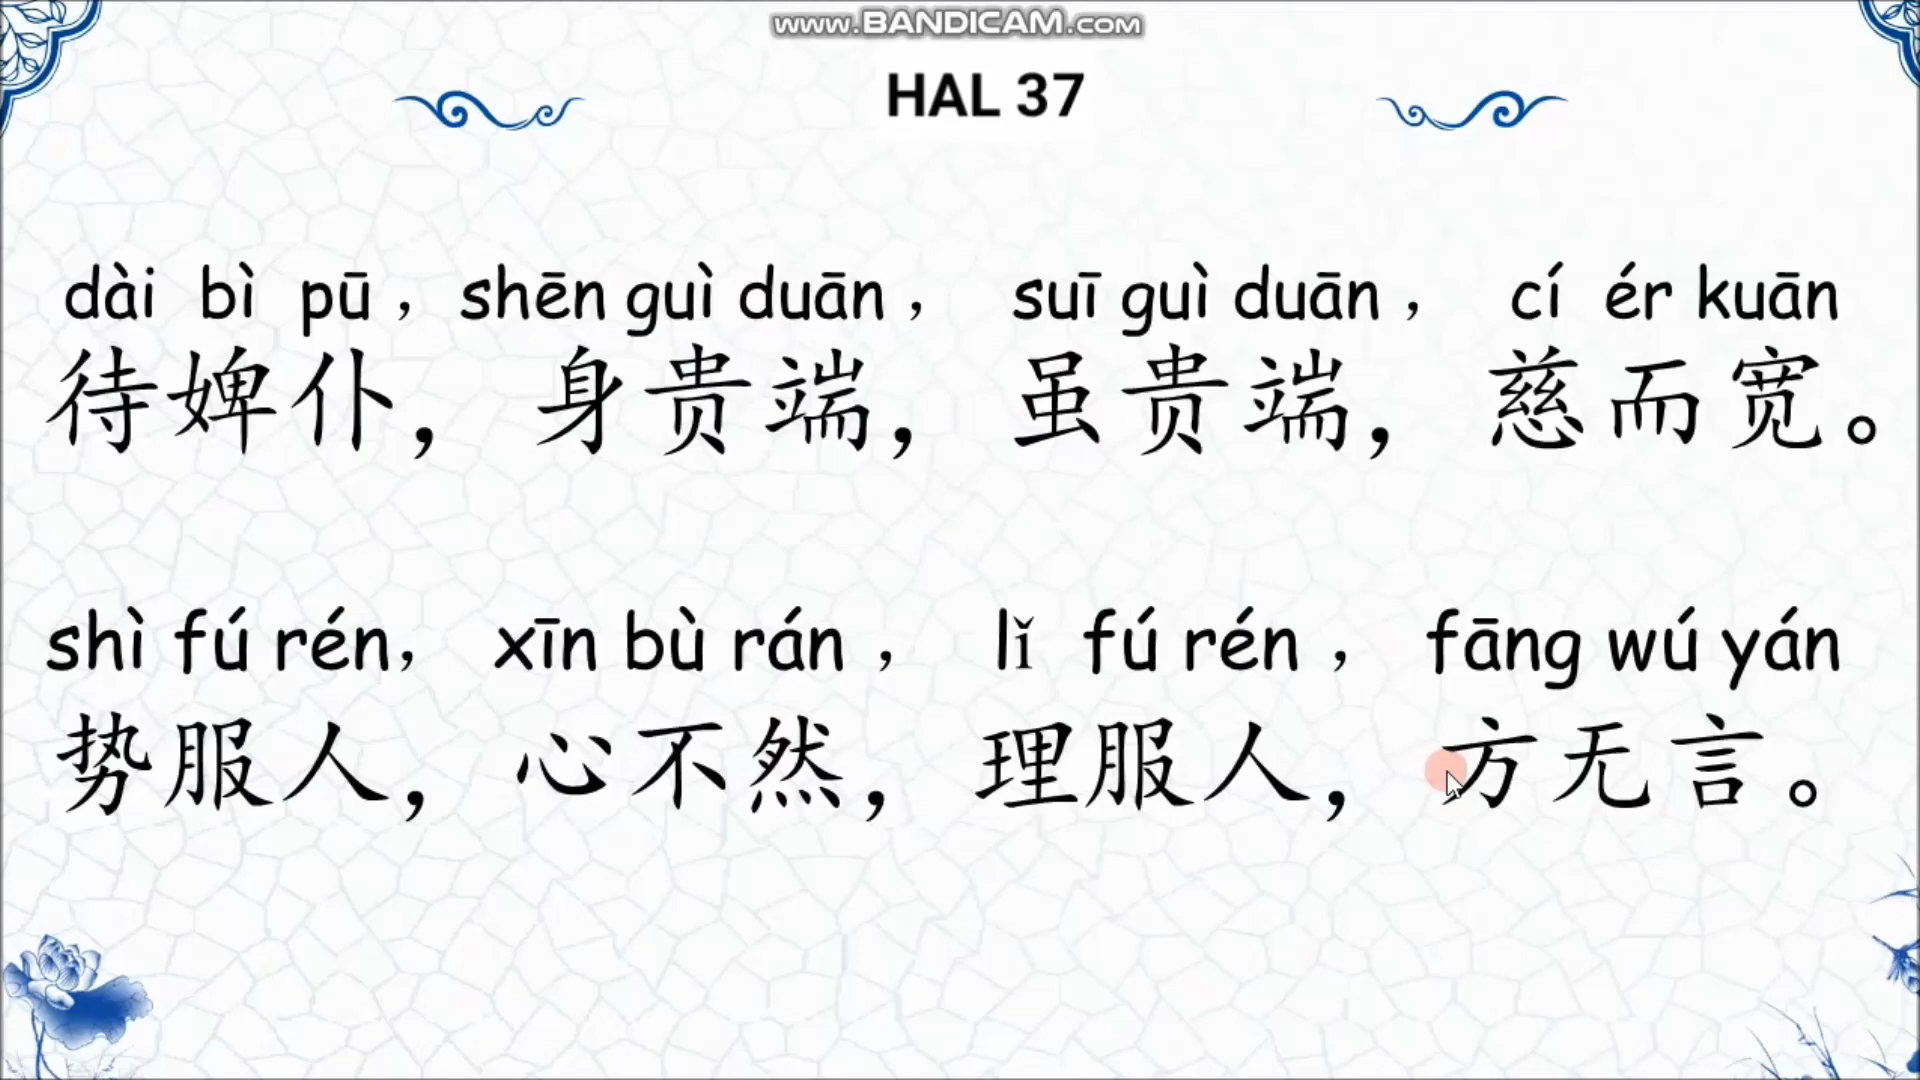 www.BANDICAM.com
HAL 37
dài bì pū， shēn guì duān， suī guì duān， cí ér kuān
待婢仆，身贵端，虽贵端，慈而宽。
shì fú rén， xīn bù rán， lǐ fú rén， fāng wú yán
势服人，心不然，理服人，方无言。